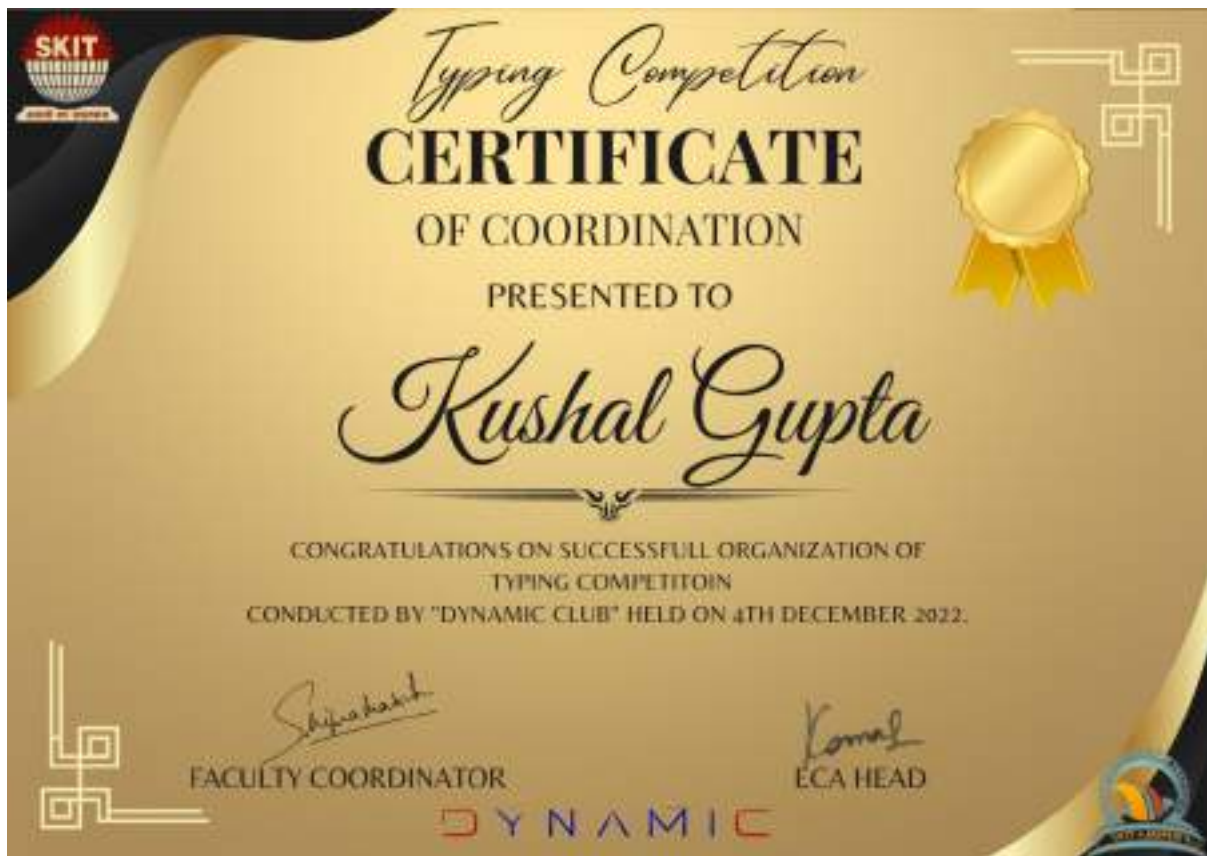 SKIT
Typing Competition
CERTIFICATE
OF COORDINATION
PRESENTED TO
Kushal Gupta
CONGRATULATIONS ON SUCCESSFULL ORGANIZATION OF
TYPING COMPETITOIN
CONDUCTED BY "DYNAMIC CLUB" HELD ON 4TH DECEMBER 2022.
Komal
FACULTY COORDINATOR
ECA HEAD
DYNAMIC